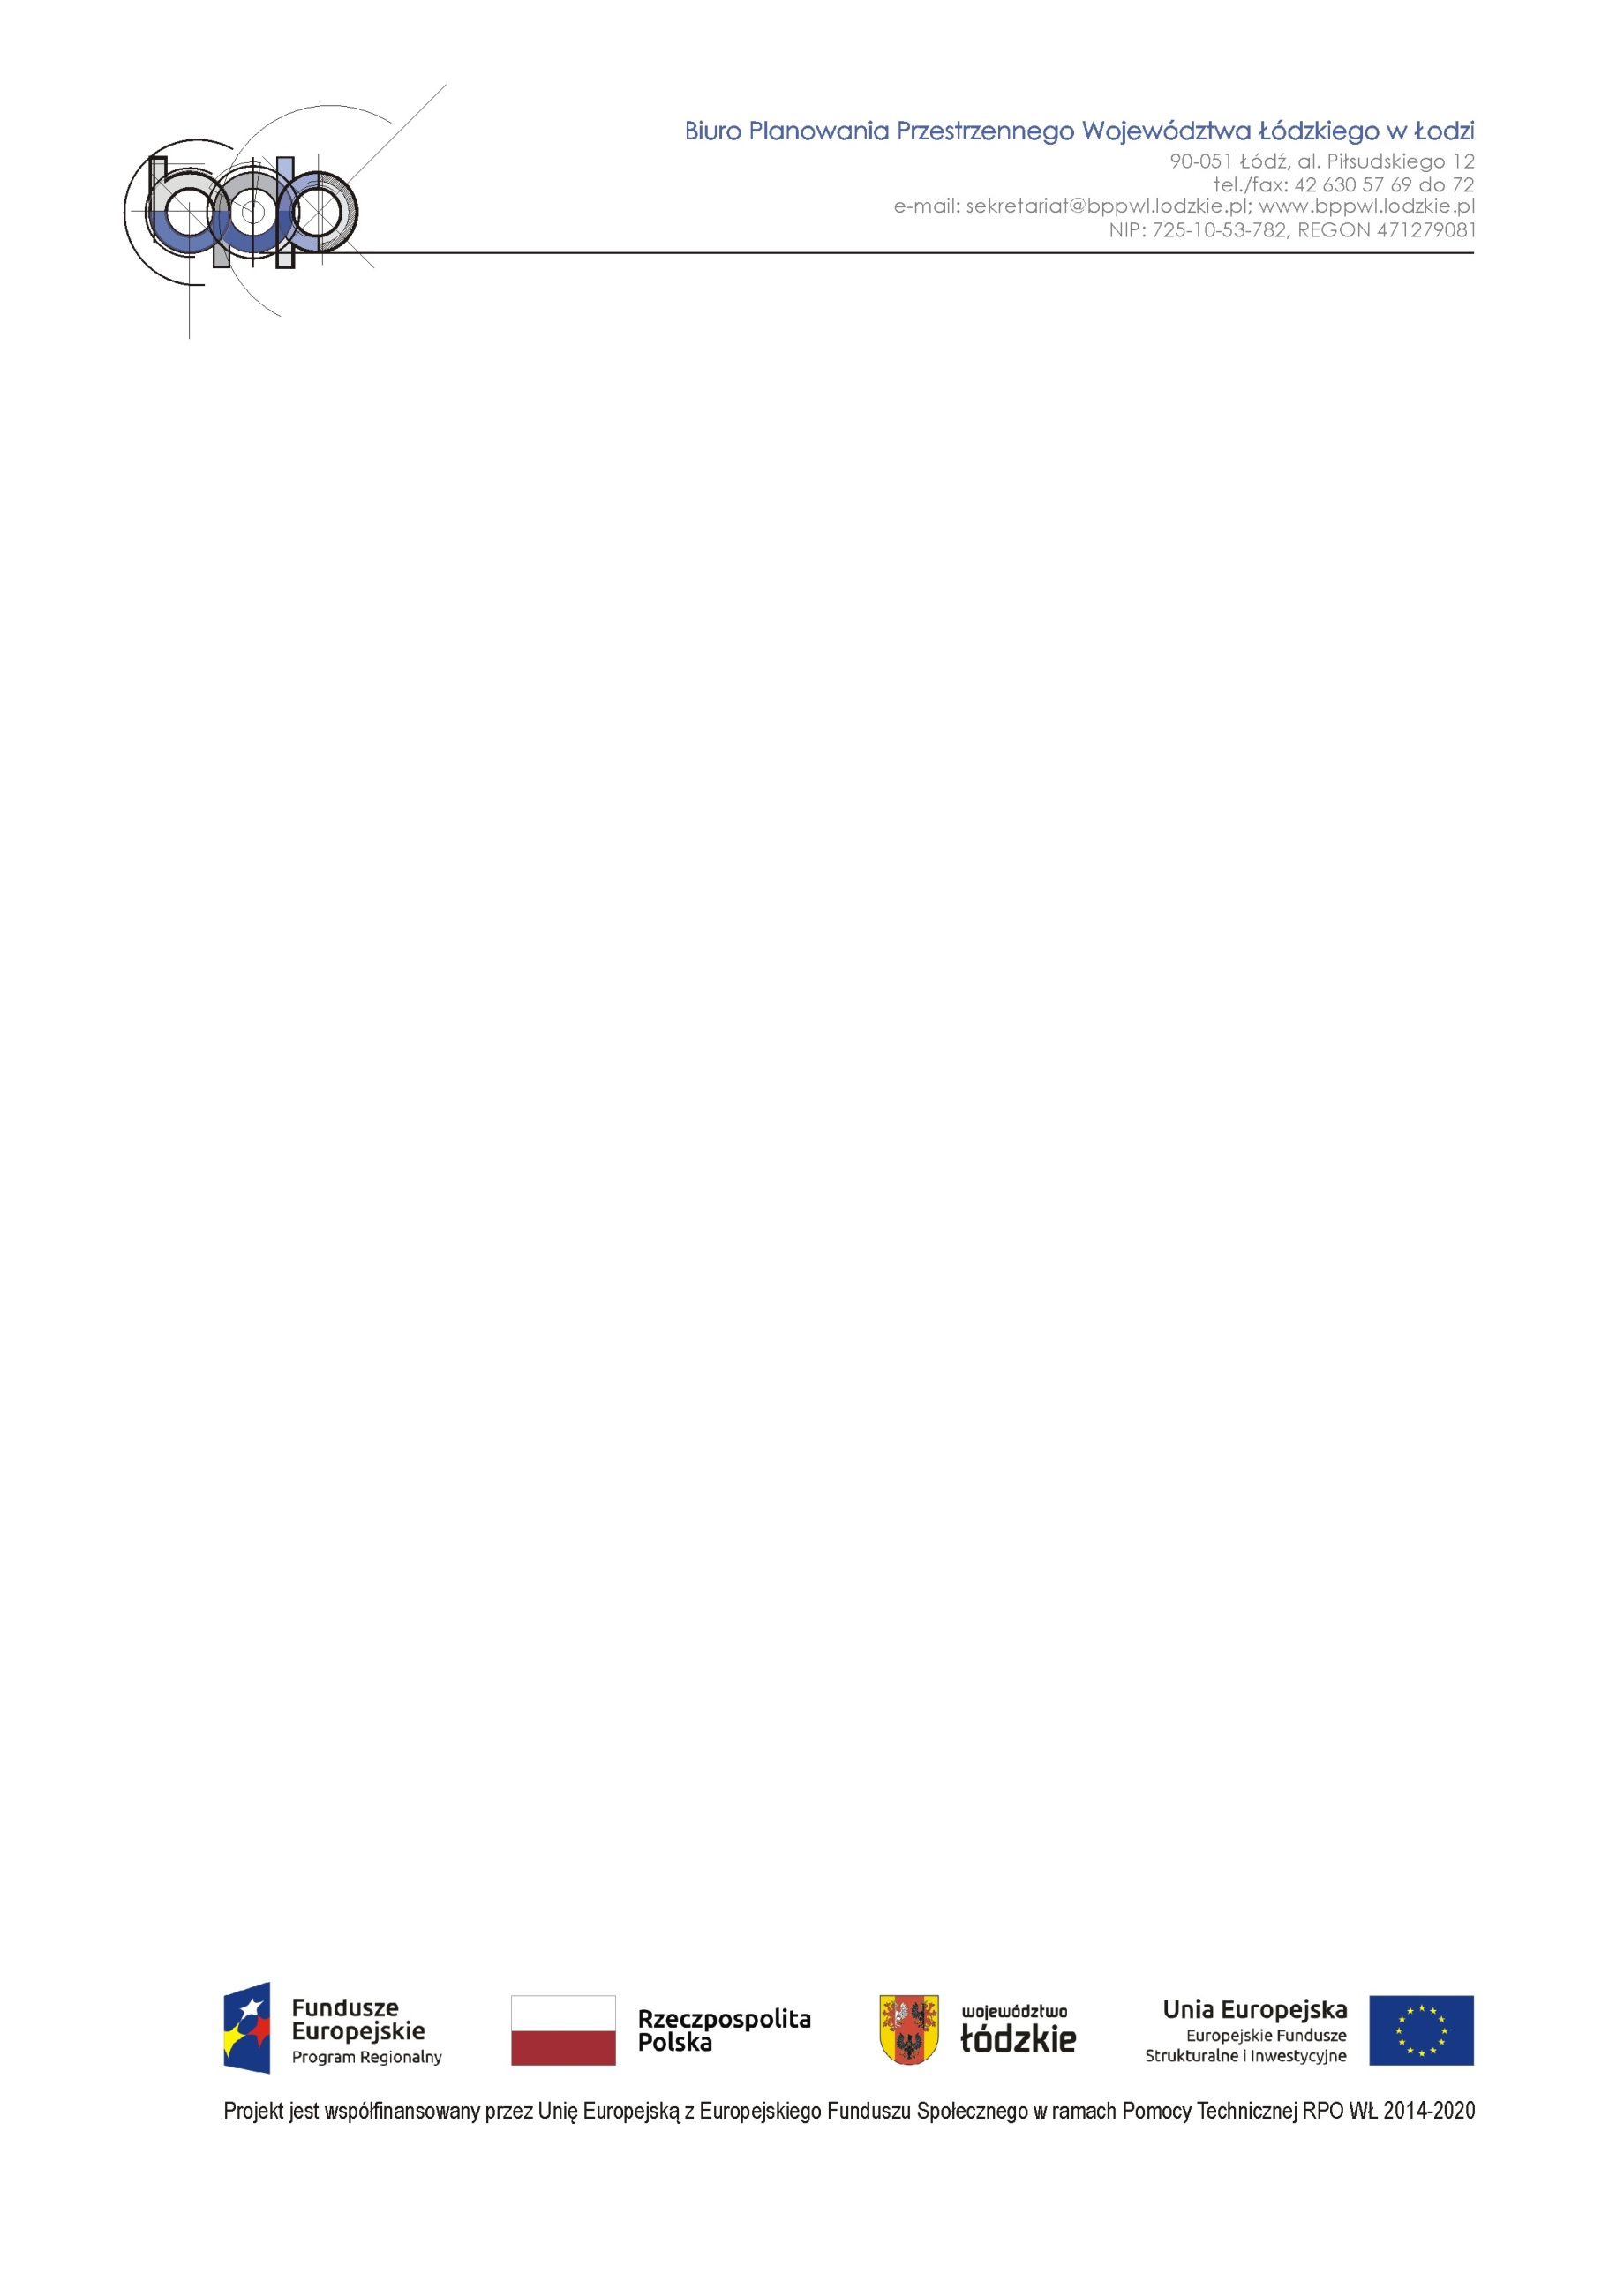 bpp
Biuro Planowania Przestrzennego Województwa Łódzkiego w Łodzi
90-051 Łódź, al. Piłsudskiego 12
tel./fax: 42 630 57 69 do 72
e-mail: sekretariat@bppwl.lodzkie.pl; www.bppwl.lodzkie.pl
NIP: 725-10-53-782, REGON 471279081
Fundusze
Europejskie
Program Regionalny
Rzeczpospolita
Polska
województwo
łódzkie
Unia Europejska
Europejskie Fundusze
Strukturalne i Inwestycyjne
Projekt jest współfinansowany przez Unię Europejską z Europejskiego Funduszu Społecznego w ramach Pomocy Technicznej RPO WŁ 2014-2020